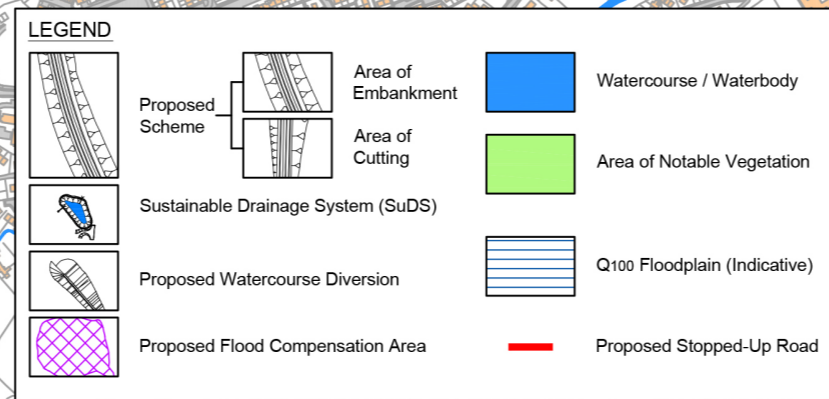 LEGEND
Proposed
Scheme
Area of
Embankment
Area of
Cutting
Sustainable Drainage System (SuDS)
Proposed Watercourse Diversion
Proposed Flood Compensation Area
Watercourse / Waterbody
Area of Notable Vegetation
Q100 Floodplain (Indicative)
Proposed Stopped-Up Road